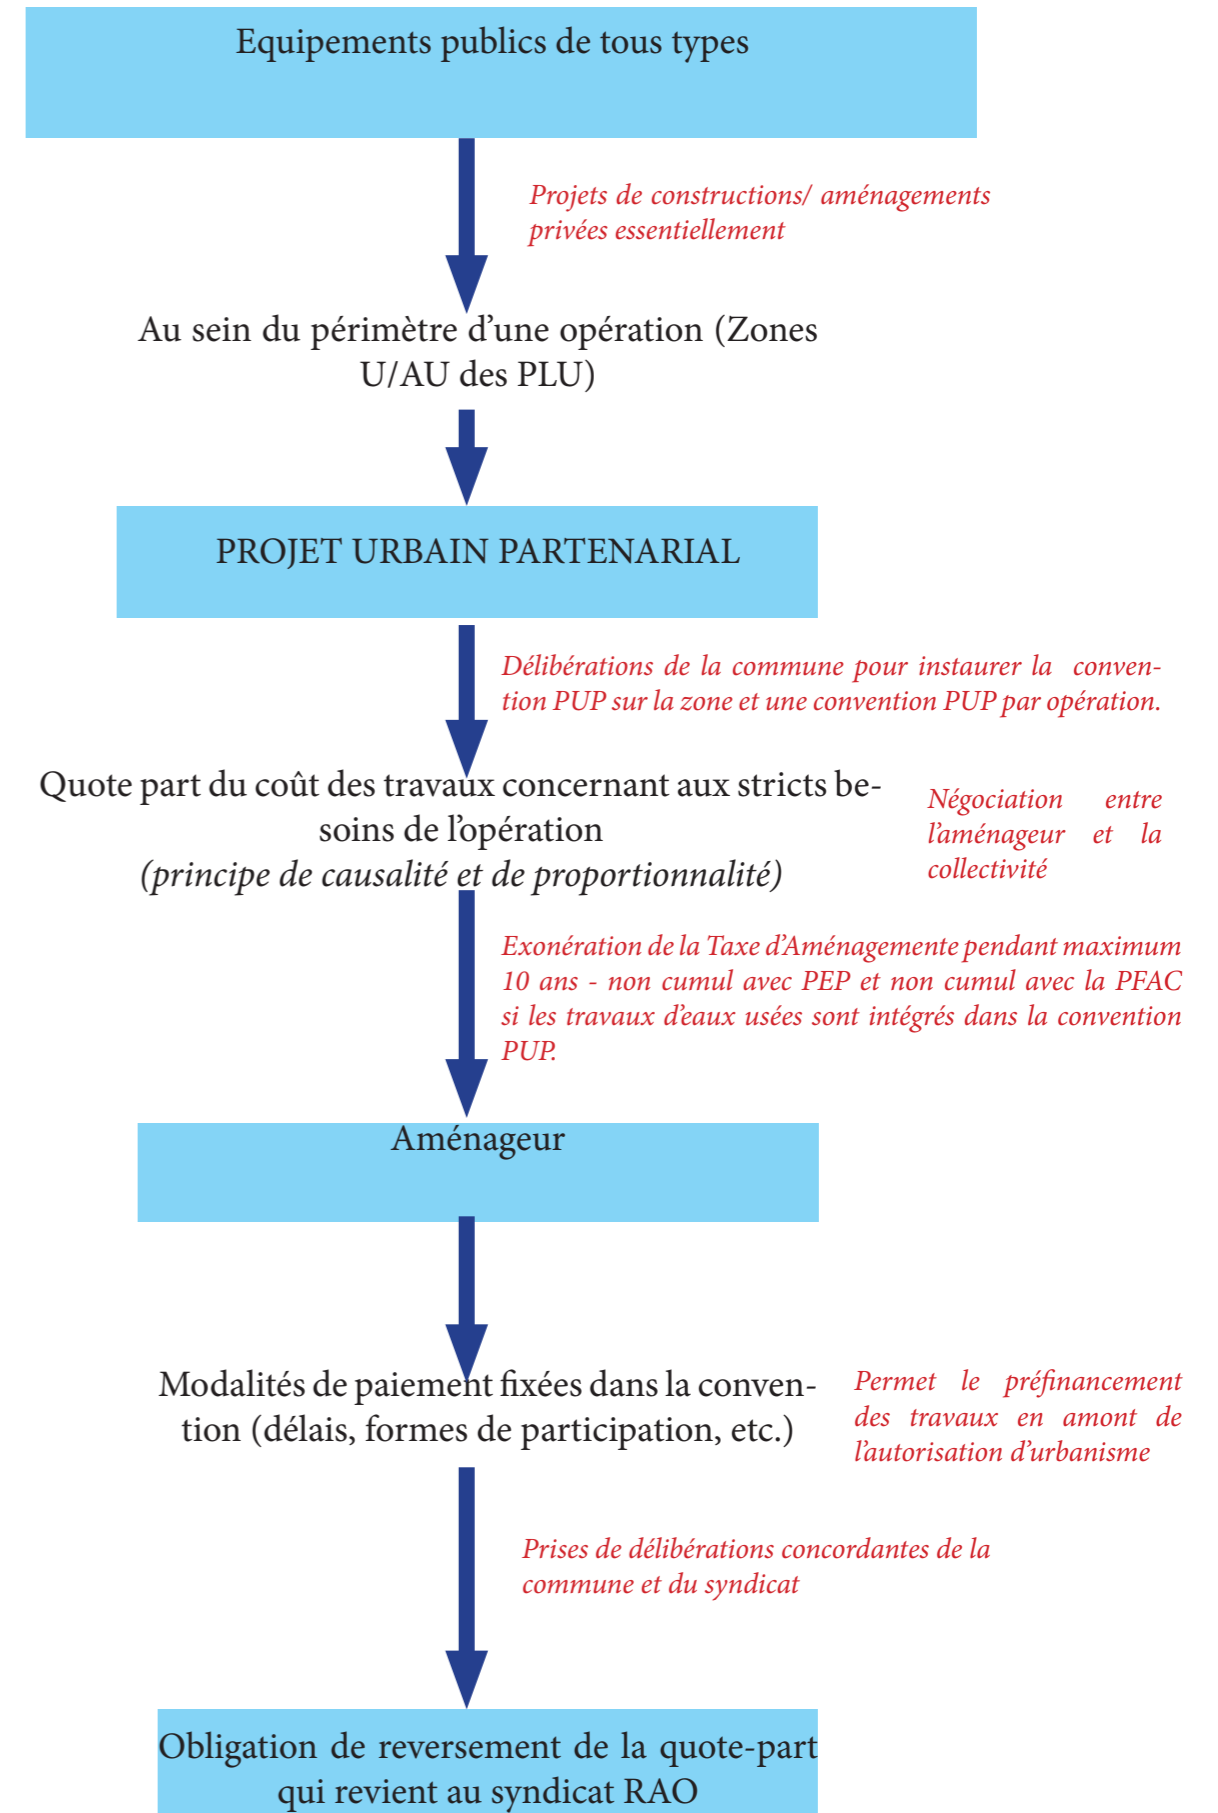 Equipements publics de tous types
Projets de constructions/ aménagements
privées essentiellement
Au sein du périmètre d’une opération (Zones
U/AU des PLU)
PROJET URBAIN PARTENARIAL
Délibérations de la commune pour instaurer la conven-
tion PUP sur la zone et une convention PUP par opération.
Quote part du coût des travaux concernant aux stricts be-
soins de l’opération
(principe de causalité et de proportionnalité)
Négociation entre
l’aménageur et la
collectivité
Exonération de la Taxe d’Aménagemente pendant maximum
10 ans - non cumul avec PEP et non cumul avec la PFAC
si les travaux d’eaux usées sont intégrés dans la convention
PUP.
Aménageur
Modalités de paiement fixées dans la conven-
tion (délais, formes de participation, etc.)
Permet le préfinancement
des travaux en amont de
l’autorisation d’urbanisme
Prises de délibérations concordantes de la
commune et du syndicat
Obligation de reversement de la quote-part
qui revient au syndicat RAO